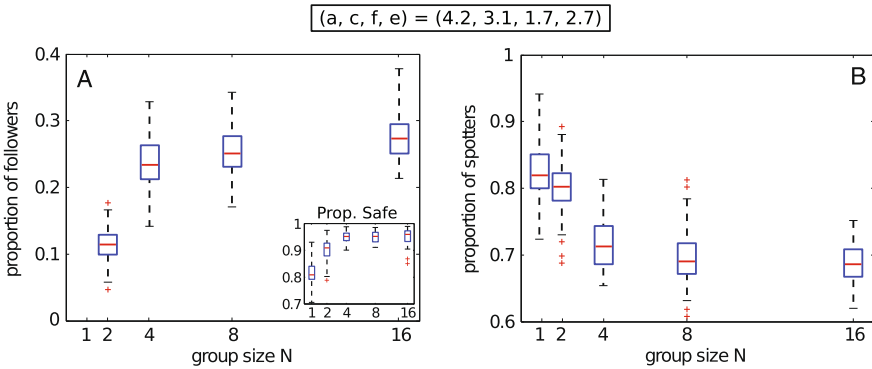 (a, c, f, e) = (4.2, 3.1, 1.7, 2.7)
A
proportion of followers
0.4
0.3
0.2
0.1
0
1 2 4 8 16
group size N
Prop. Safe
1
0.9
0.8
0.7
1 2 4 8 16
B
proportion of spotters
1
0.9
0.8
0.7
0.6
1 2 4 8 16
group size N